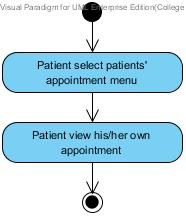 Visual Paradigm for UML Enterprise Edition(College
Patient select patients'
appointment menu
Patient view his/her own
appointment